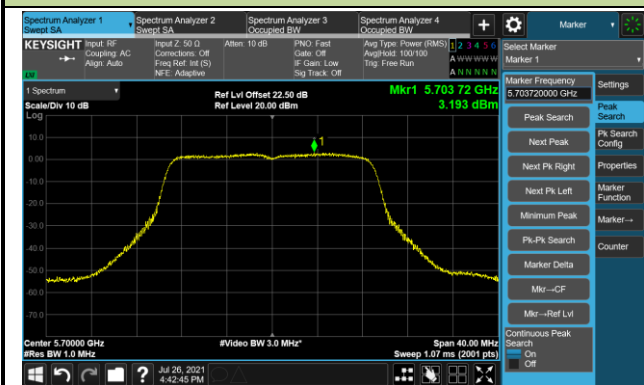 Spectrum Analyzer 1
Swept SA
Spectrum Analyzer 2
Swept SA
Spectrum Analyzer 3
Occupied BW
Spectrum Analyzer 4
Occupied BW
+
Marker
KEYSIGHT
Input: RF
Coupling: AC
Align: Auto
Input Z: 50 Ω
Corrections: Off
Freq Ref: Int (S)
NFE: Adaptive
Atten: 10 dB
PNO: Fast
Gate: Off
IF Gain: Low
Sig Track: Off
Avg Type: Power (RMS)
Avg|Hold: 100/100
Trig: Free Run
1 2 3 4 5 6
A W W W W W
A N N N N N
Select Marker
Marker 1
1 Spectrum
Scale/Div 10 dB
Log
Ref Lvl Offset 22.50 dB
Ref Level 20.00 dBm
Mkr1 5.703 72 GHz
3.193 dBm
10.0
0.00
-10.0
-20.0
-30.0
-40.0
-50.0
-60.0
-70.0
1
Center 5.70000 GHz
#Res BW 1.0 MHz
#Video BW 3.0 MHz*
Span 40.00 MHz
Sweep 1.07 ms (2001 pts)
Marker Frequency
5.703720000 GHz
Peak Search
Next Peak
Next Pk Right
Next Pk Left
Minimum Peak
Pk-Pk Search
Marker Delta
Mkr→CF
Mkr→Ref Lvl
Continuous Peak
Search
On
Off
Settings
Peak
Search
Pk Search
Config
Properties
Marker
Function
Marker→
Counter
?
Jul 26, 2021
4:42:45 PM